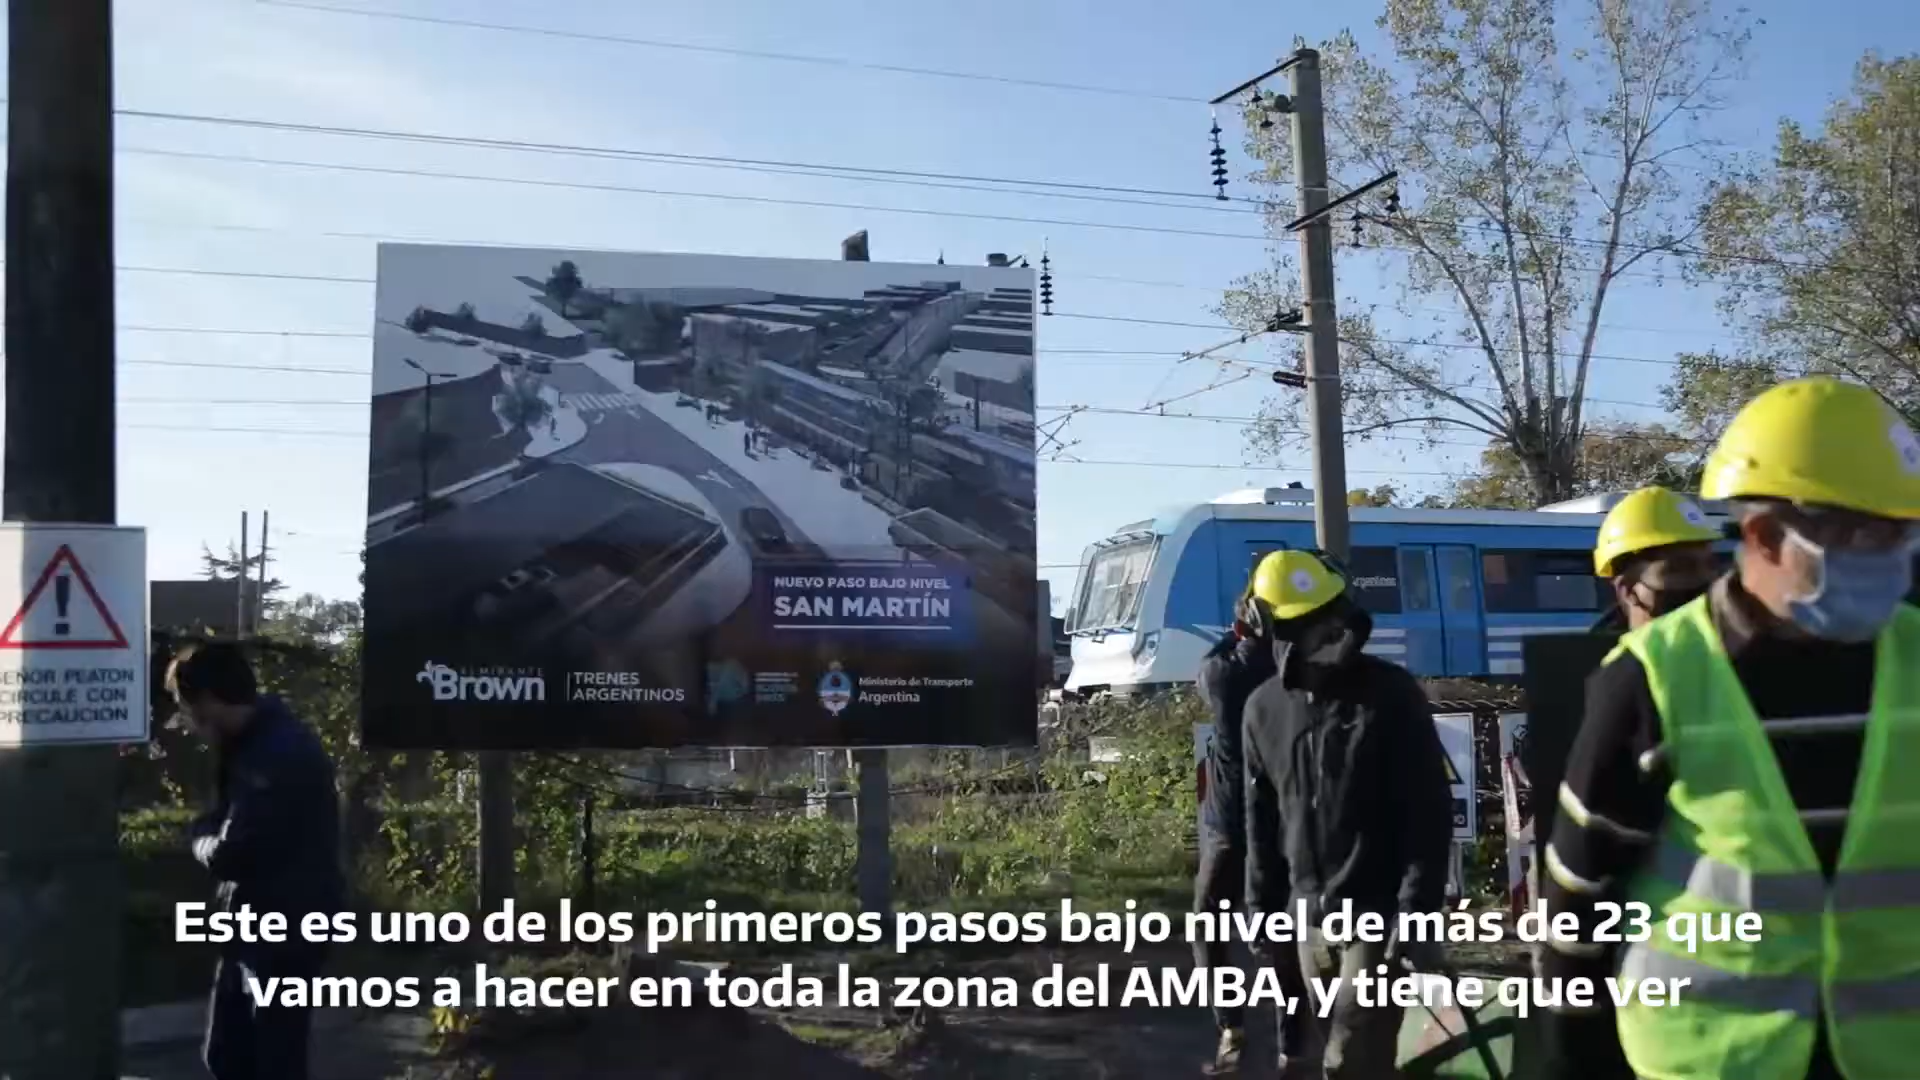 NUEVO PASO BAJO NIVEL
SAN MARTÍN
ALMIRANTE
Brown
TRENES
ARGENTINOS
Ministerio de Transporte
Argentina
SEÑOR PEATON
CIRCULE CON
PRECAUCION
Argentinos
Este es uno de los primeros pasos bajo nivel de más de 23 que
vamos a hacer en toda la zona del AMBA, y tiene que ver